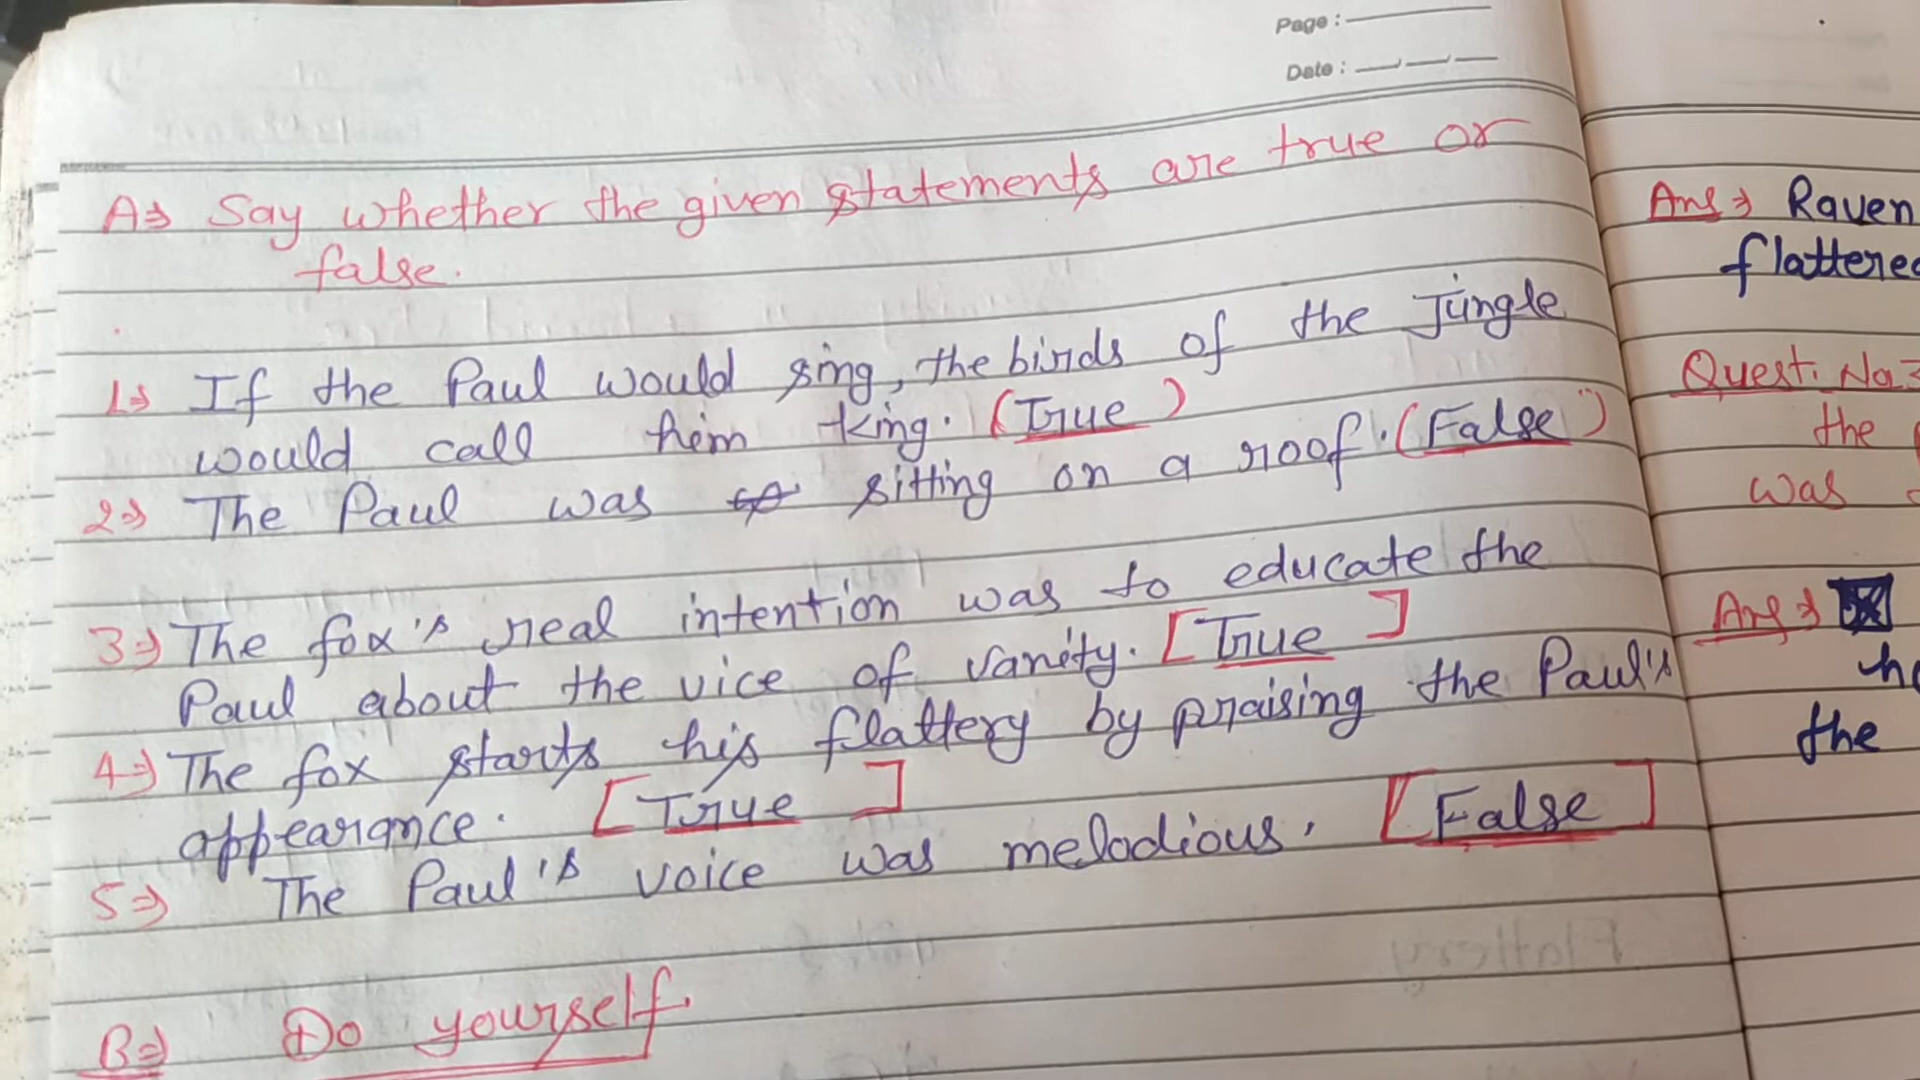 Page :
Date :
A⇒ Say whether the given statements are true or
false.
1⇒ If the Paul would sing, the birds of the Jungle
would call him king. (True)
2⇒ The Paul was sitting on a roof. (False)
3⇒ The fox's real intention was to educate the
Paul about the vice of vanity. [True]
4⇒ The fox starts his flattery by praising the Paul's
appearance. [True]
5⇒ The Paul's voice was melodious. [False]
B⇒ Do yourself.
Ans⇒ Raven
flattered
Quest. No 3
the
was
Ans⇒
the